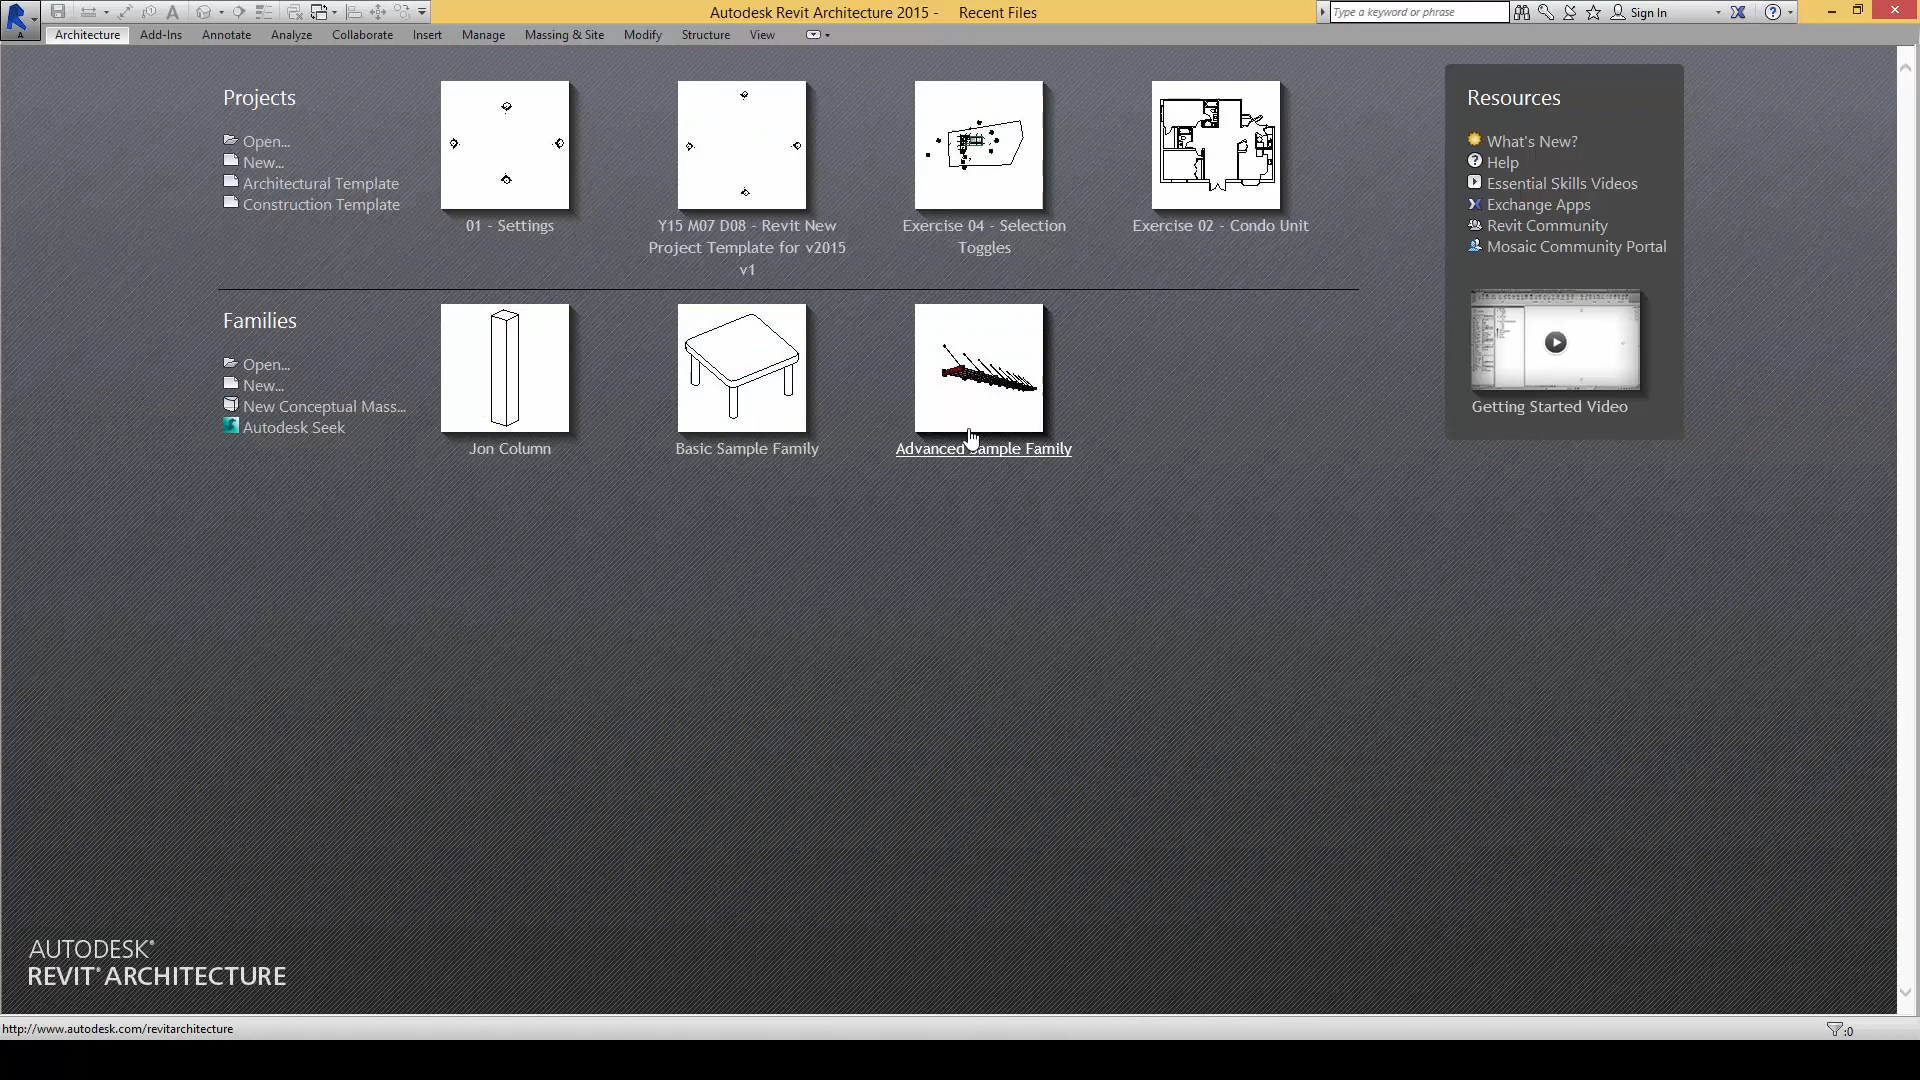 Autodesk Revit Architecture 2015 - Recent Files
Type a keyword or phrase
Sign In
Architecture Add-Ins Annotate Analyze Collaborate Insert Manage Massing & Site Modify Structure View
Projects
Open...
New...
Architectural Template
Construction Template
01 - Settings
Y15 M07 D08 - Revit New
Project Template for v2015
v1
Exercise 04 - Selection
Toggles
Exercise 02 - Condo Unit
Families
Open...
New...
New Conceptual Mass...
Autodesk Seek
Jon Column
Basic Sample Family
Advanced Sample Family
Resources
What's New?
Help
Essential Skills Videos
Exchange Apps
Revit Community
Mosaic Community Portal
Getting Started Video
AUTODESK®
REVIT® ARCHITECTURE
http://www.autodesk.com/revitarchitecture
:0